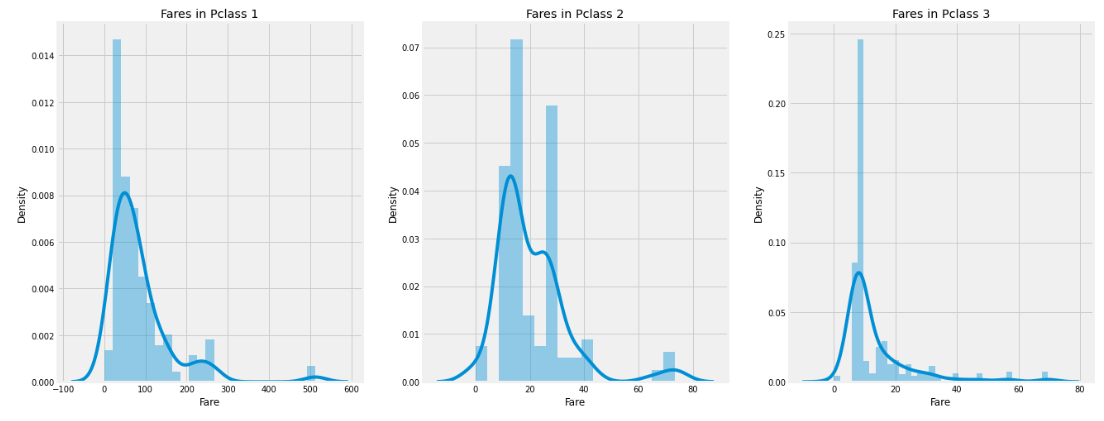 Fares in Pclass 1
Density
0.014
0.012
0.010
0.008
0.006
0.004
0.002
0.000
−100 0 100 200 300 400 500 600
Fare
Fares in Pclass 2
Density
0.07
0.06
0.05
0.04
0.03
0.02
0.01
0.00
0 20 40 60 80
Fare
Fares in Pclass 3
Density
0.25
0.20
0.15
0.10
0.05
0.00
0 20 40 60 80
Fare